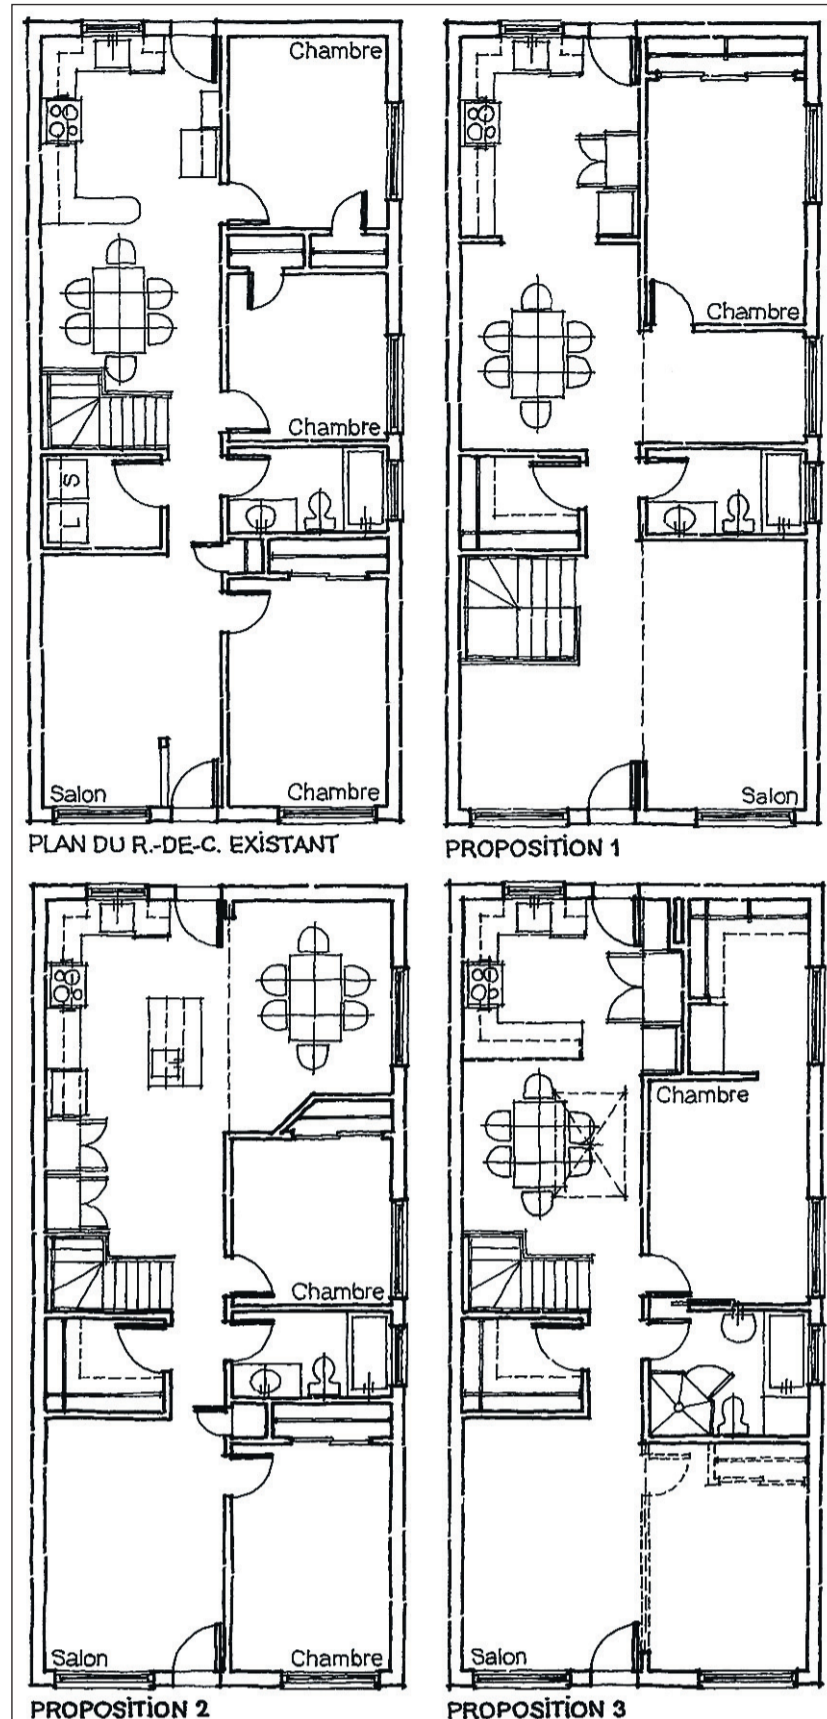 Chambre
Chambre
S
L
Salon
Chambre
PLAN DU R.-DE-C. EXISTANT
Chambre
Salon
PROPOSITION 1
Chambre
Salon
Chambre
PROPOSITION 2
Chambre
Salon
PROPOSITION 3